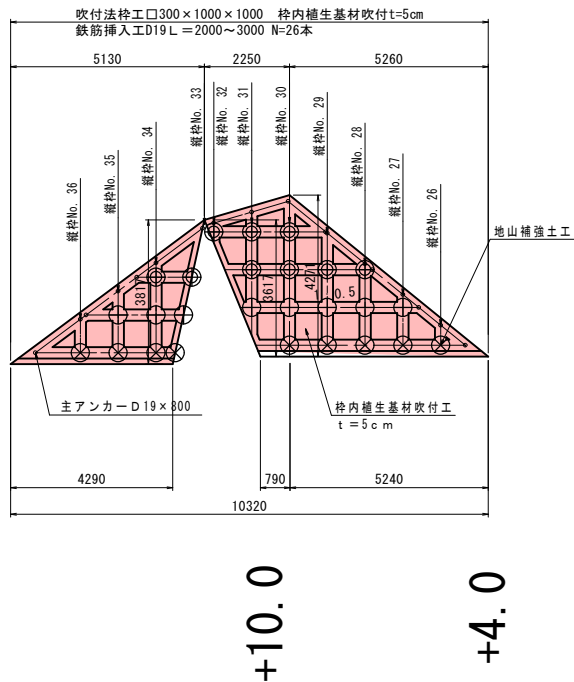 吹付法枠工□300×1000×1000 枠内植生基材吹付t=5cm
鉄筋挿入工D19L=2000～3000 N=26本
5130
2250
5260
縦枠No. 36
縦枠No. 35
縦枠No. 34
縦枠No. 33
縦枠No. 32
縦枠No. 31
縦枠No. 30
縦枠No. 29
縦枠No. 28
縦枠No. 27
縦枠No. 26
地山補強土工
3817
3617
4271
0.5
主アンカーD19×800
枠内植生基材吹付工
t=5cm
4290
790
5240
10320
+10.0
+4.0